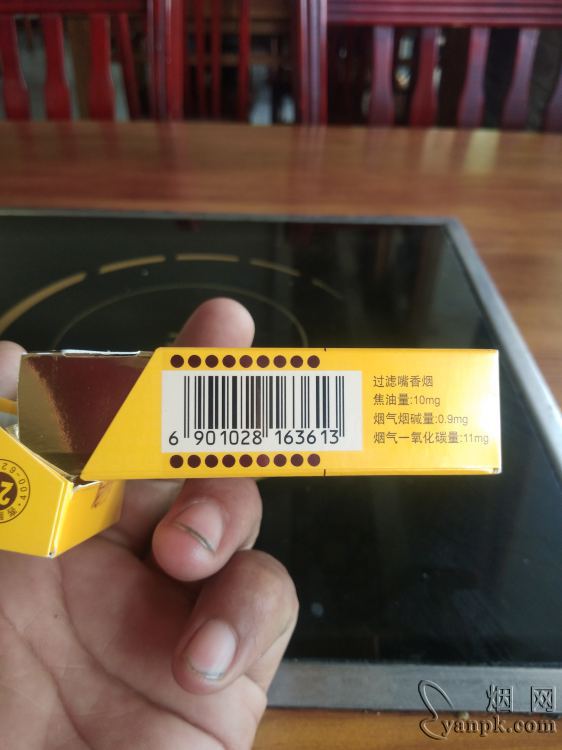 过滤嘴香烟
焦油量:10mg
烟气烟碱量:0.9mg
烟气一氧化碳量:11mg
6 901028 163613
2
烟网
yanpk.com